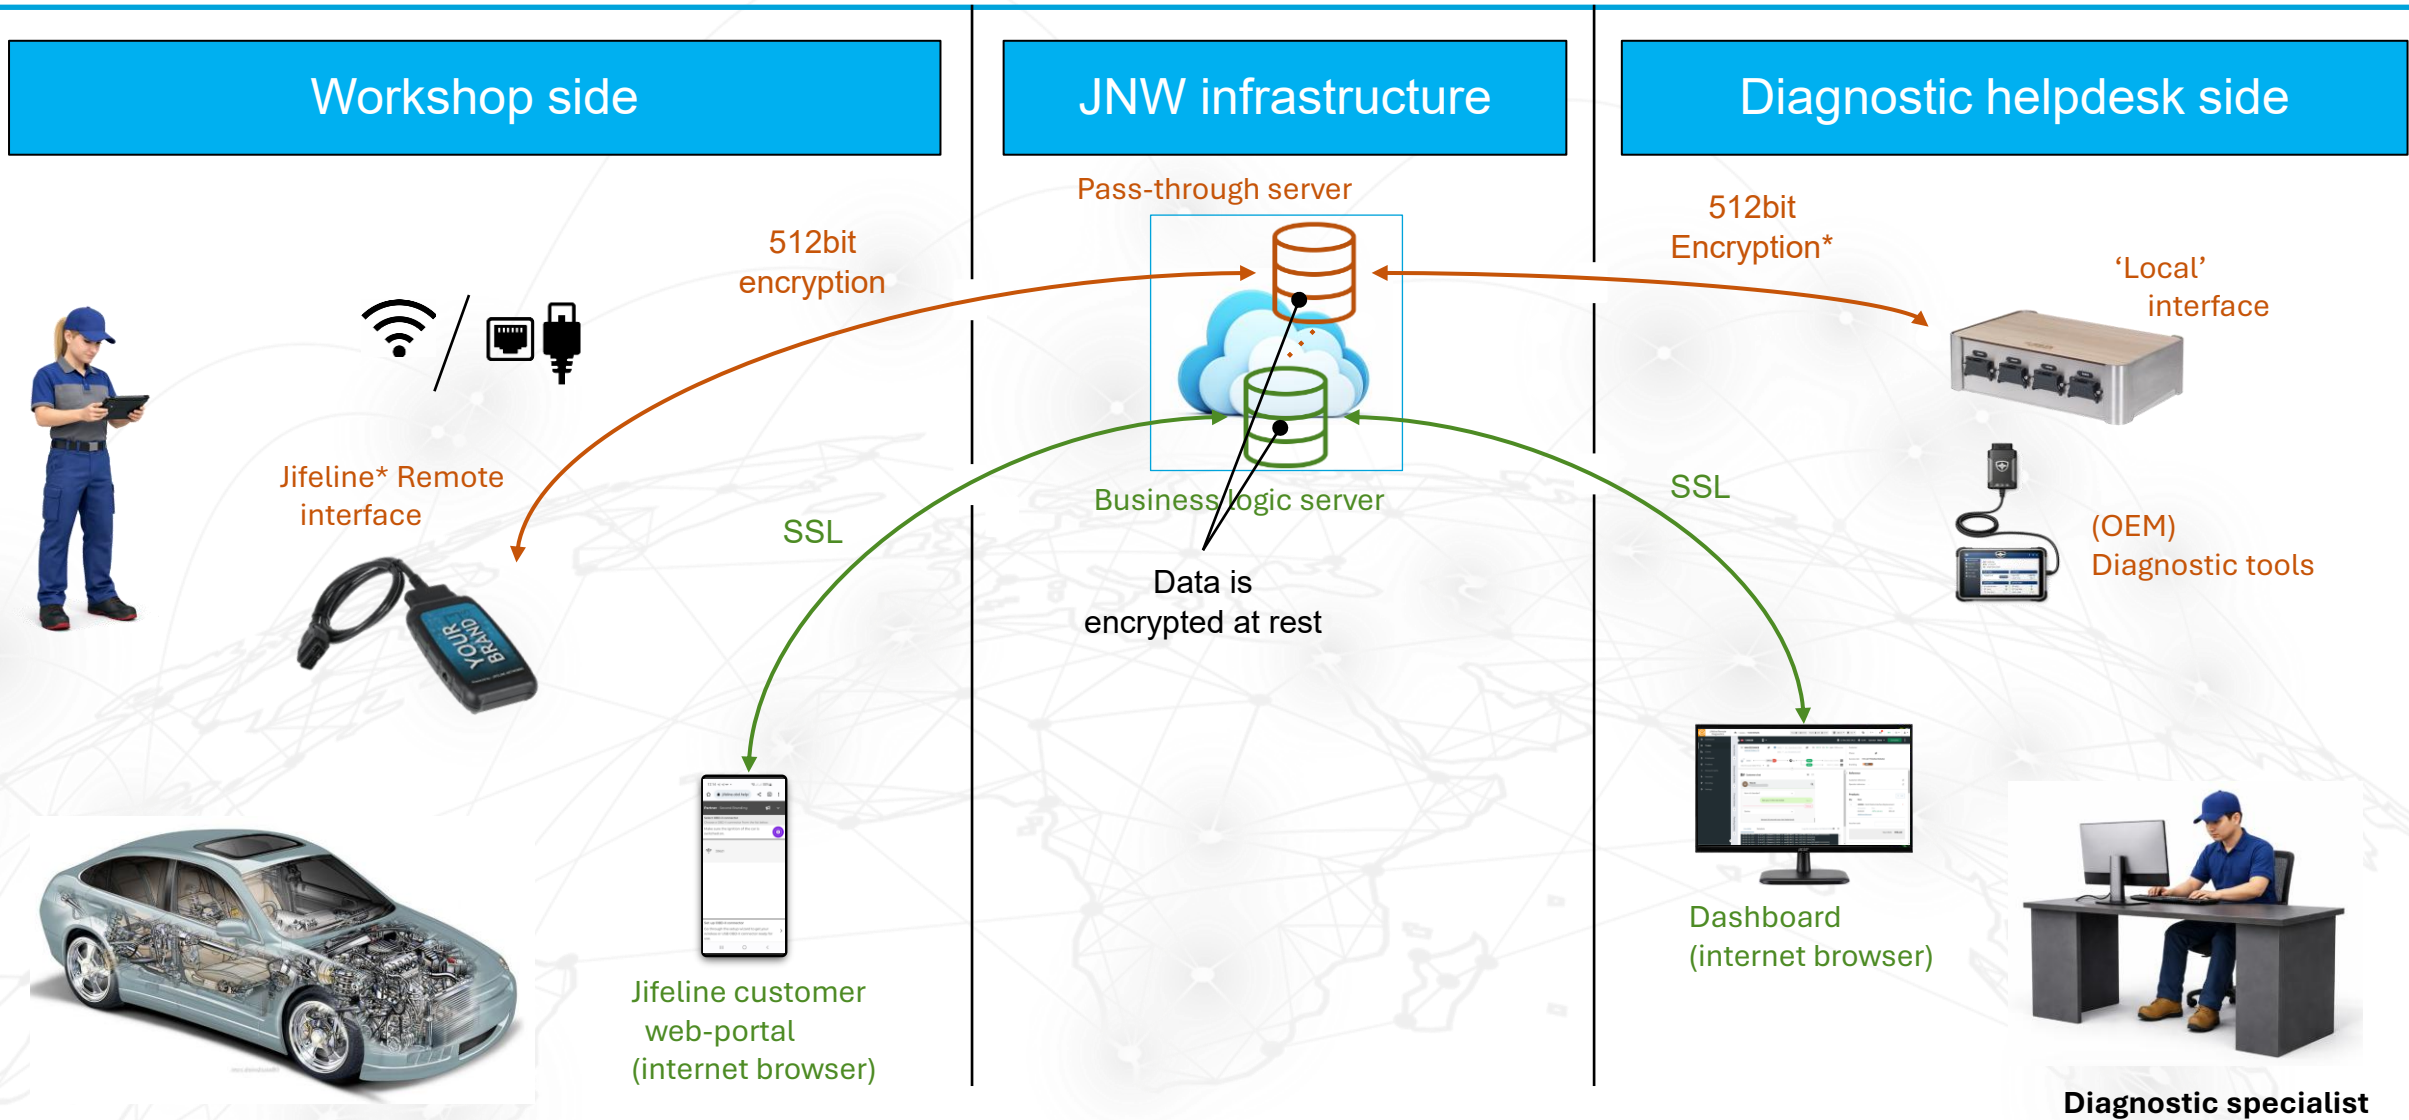 Workshop side
JNW infrastructure
Diagnostic helpdesk side
Pass-through server
512bit
encryption
512bit
Encryption*
‘Local’
interface
Jifeline* Remote
interface
SSL
Business logic server
SSL
(OEM)
Diagnostic tools
Data is
encrypted at rest
YOUR
BRAND
Dashboard
(internet browser)
Jifeline customer
web-portal
(internet browser)
Diagnostic specialist